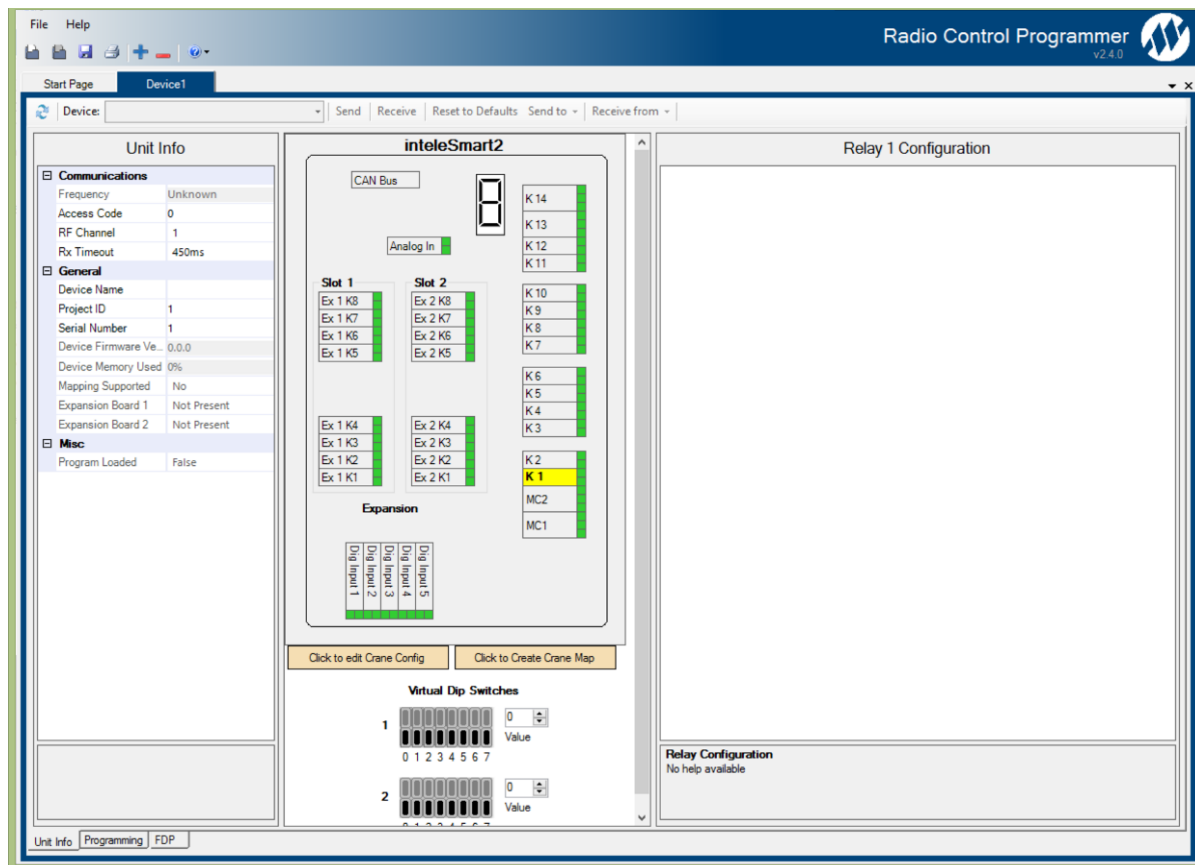 File Help
Radio Control Programmer
v2.4.0
Start Page Device1
Device: Send Receive Reset to Defaults Send to Receive from
Unit Info
Communications
Frequency Unknown
Access Code 0
RF Channel 1
Rx Timeout 450ms
General
Device Name
Project ID 1
Serial Number 1
Device Firmware Ve... 0.0.0
Device Memory Used 0%
Mapping Supported No
Expansion Board 1 Not Present
Expansion Board 2 Not Present
Misc
Program Loaded False
inteleSmart2
CAN Bus
8
Analog In
K 14
K 13
K 12
K 11
K 10
K 9
K 8
K 7
K 6
K 5
K 4
K 3
K 2
K 1
MC2
MC1
Slot 1
Ex 1 K8
Ex 1 K7
Ex 1 K6
Ex 1 K5
Ex 1 K4
Ex 1 K3
Ex 1 K2
Ex 1 K1
Slot 2
Ex 2 K8
Ex 2 K7
Ex 2 K6
Ex 2 K5
Ex 2 K4
Ex 2 K3
Ex 2 K2
Ex 2 K1
Expansion
Dig Input 1
Dig Input 2
Dig Input 3
Dig Input 4
Dig Input 5
Click to edit Crane Config Click to Create Crane Map
Virtual Dip Switches
1 0
Value
0 1 2 3 4 5 6 7
2 0
Value
Relay 1 Configuration
Relay Configuration
No help available
Unit Info Programming FDP